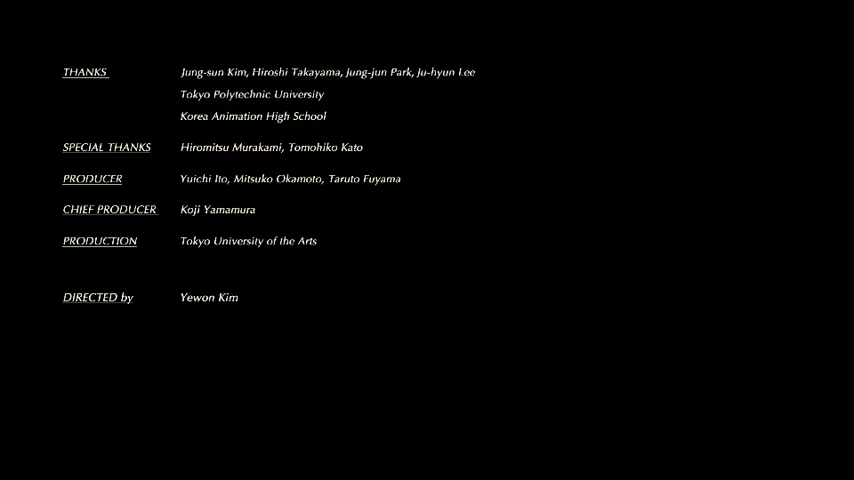 THANKS Jung-sun Kim, Hiroshi Takayama, Jung-jun Park, Ju-hyun Lee
Tokyo Polytechnic University
Korea Animation High School
SPECIAL THANKS Hiromitsu Murakami, Tomohiko Kato
PRODUCER Yuichi Ito, Mitsuko Okamoto, Taruto Fuyama
CHIEF PRODUCER Koji Yamamura
PRODUCTION Tokyo University of the Arts
DIRECTED by Yewon Kim